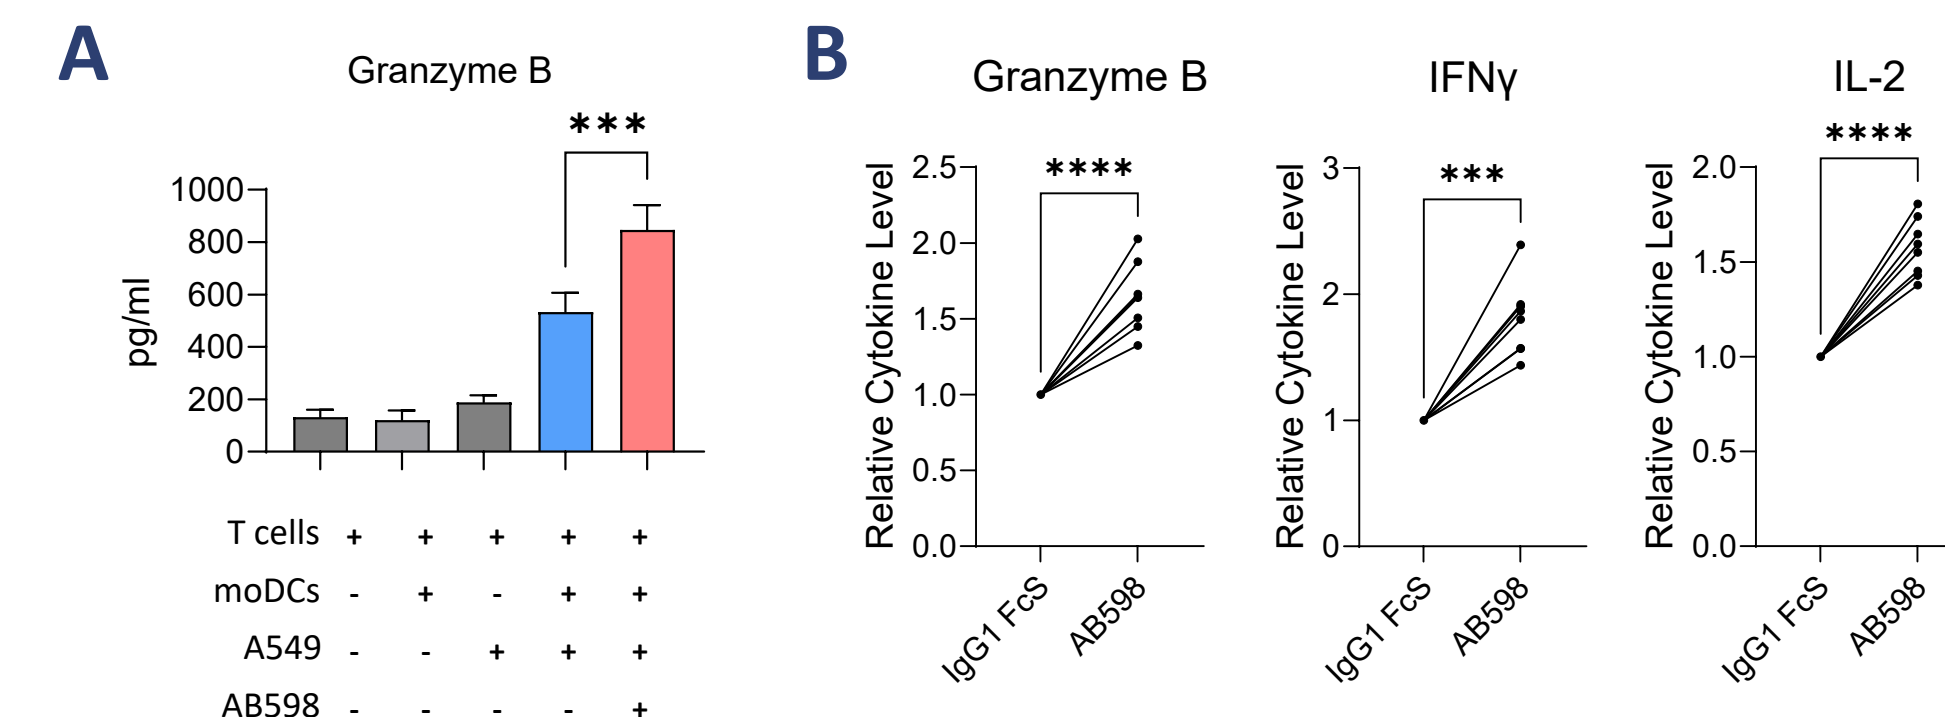 A
Granzyme B
***
pg/ml
1000
800
600
400
200
0
T cells + + + + +
moDCs - + - + +
A549 - - + + +
AB598 - - - - +
B
Granzyme B
****
Relative Cytokine Level
2.5
2.0
1.5
1.0
0.5
0.0
IgG1 FcS
AB598
IFNγ
***
Relative Cytokine Level
3
2
1
0
IgG1 FcS
AB598
IL-2
****
Relative Cytokine Level
2.0
1.5
1.0
0.5
0.0
IgG1 FcS
AB598